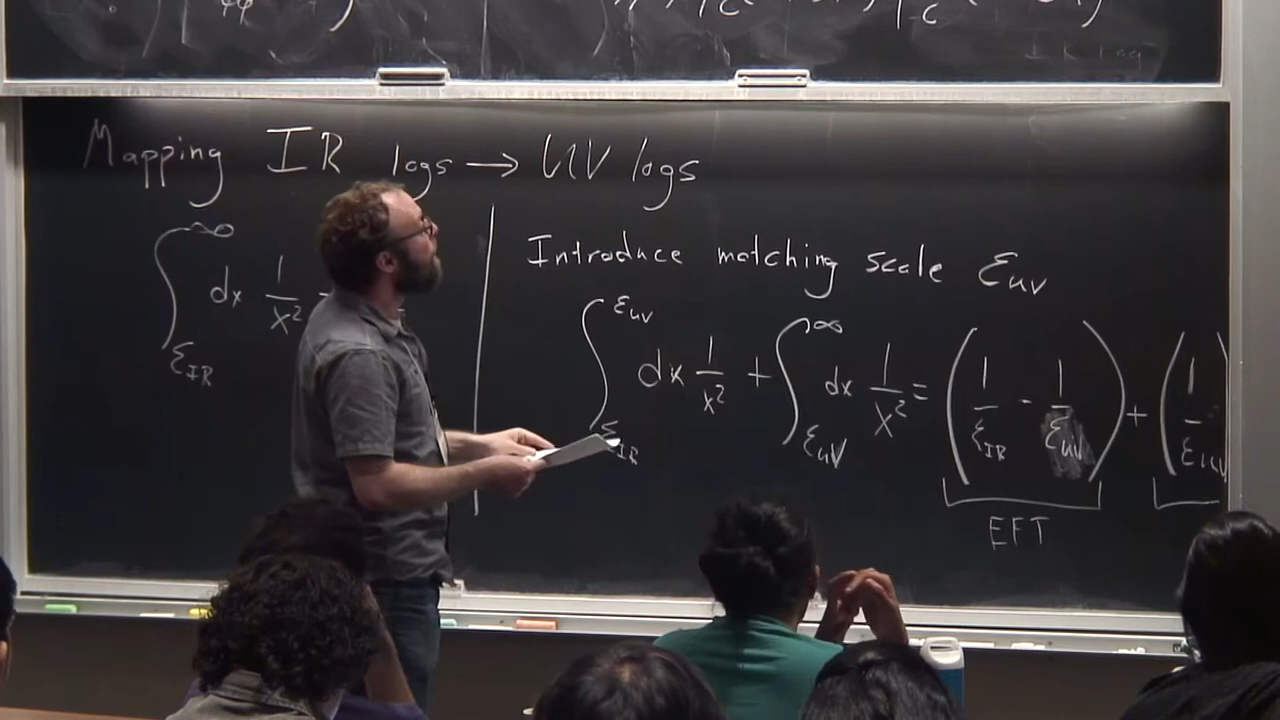 Mapping IR logs → UV logs
∫_{ε_IR}^{∞} dx 1/x²
Introduce matching scale ε_UV
∫_{ε_IR}^{ε_UV} dx 1/x² + ∫_{ε_UV}^{∞} dx 1/x² = (1/ε_IR - 1/ε_UV) + (1/ε_UV
EFT